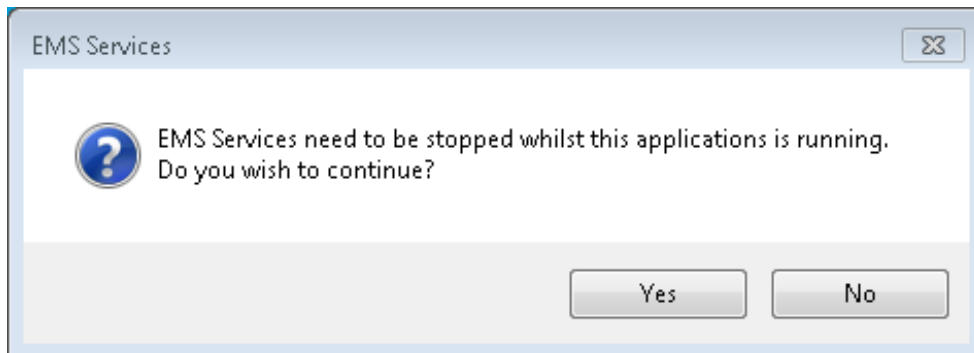 EMS Services
EMS Services need to be stopped whilst this applications is running.
Do you wish to continue?
Yes
No